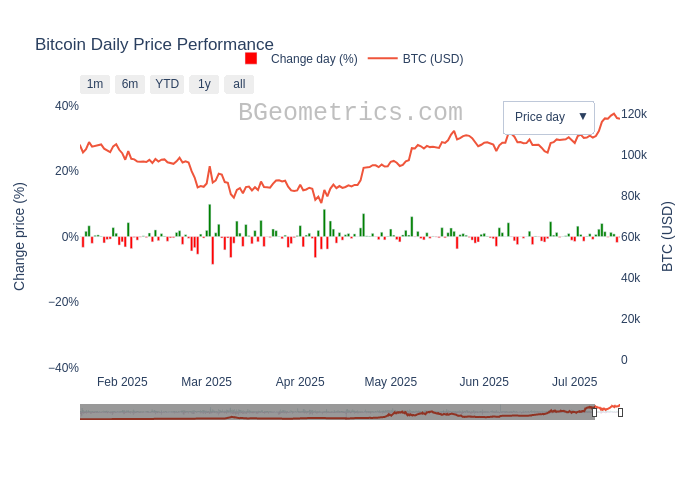 Bitcoin Daily Price Performance
Change day (%)
BTC (USD)
1m
6m
YTD
1y
all
BGeometrics.com
Price day ▼
Change price (%)
40%
20%
0%
−20%
−40%
120k
100k
80k
60k
40k
20k
0
BTC (USD)
Feb 2025
Mar 2025
Apr 2025
May 2025
Jun 2025
Jul 2025